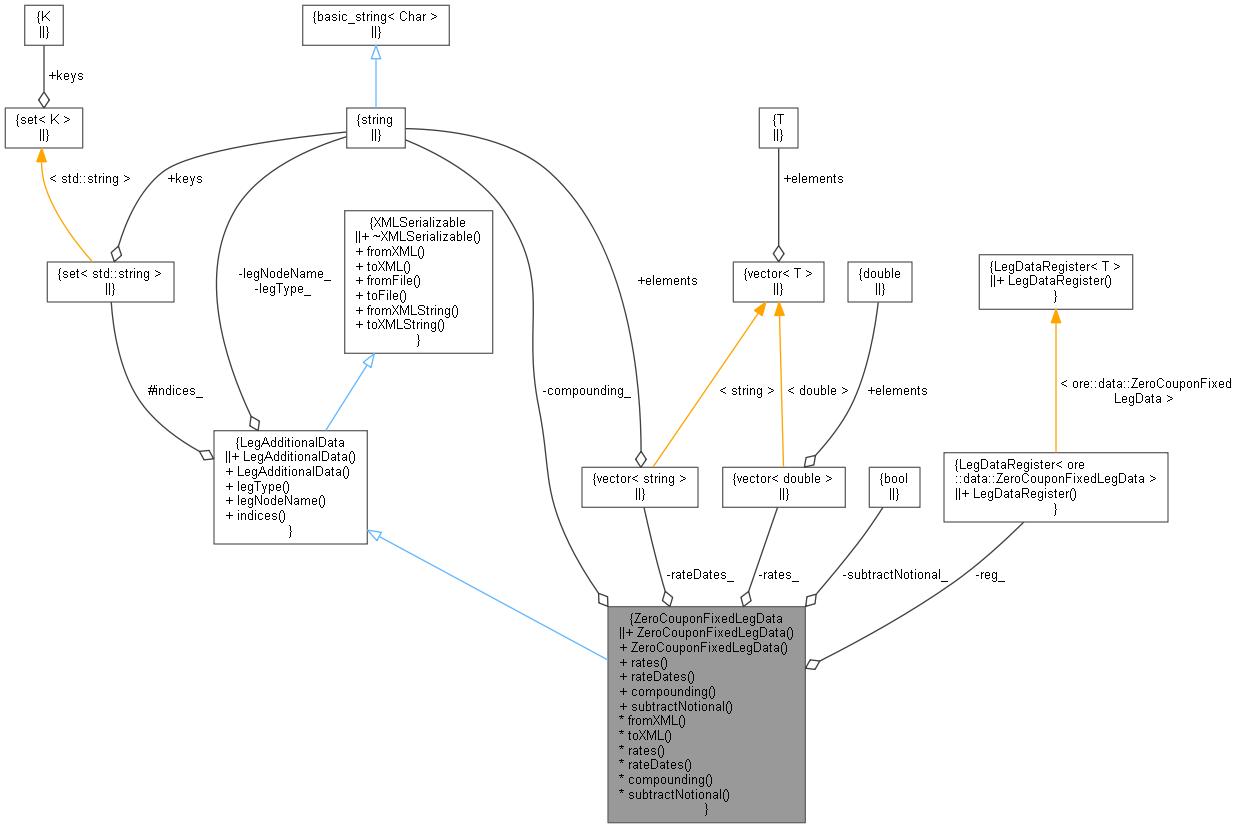 {K
||}
{basic_string< Char >
||}
+keys
{set< K >
||}
{string
||}
{T
||}
< std::string >
+keys
+elements
{XMLSerializable
||+ ~XMLSerializable()
+ fromXML()
+ toXML()
+ fromFile()
+ toFile()
+ fromXMLString()
+ toXMLString()
}
{set< std::string >
||}
-legNodeName_
-legType_
+elements
{vector< T >
||}
{double
||}
{LegDataRegister< T >
||+ LegDataRegister()
}
#indices_
-compounding_
< string >
< double >
+elements
< ore::data::ZeroCouponFixed
LegData >
{LegAdditionalData
||+ LegAdditionalData()
+ LegAdditionalData()
+ legType()
+ legNodeName()
+ indices()
}
{vector< string >
||}
{vector< double >
||}
{bool
||}
{LegDataRegister< ore
::data::ZeroCouponFixedLegData >
||+ LegDataRegister()
}
-rateDates_
-rates_
-subtractNotional_
-reg_
{ZeroCouponFixedLegData
||+ ZeroCouponFixedLegData()
+ ZeroCouponFixedLegData()
+ rates()
+ rateDates()
+ compounding()
+ subtractNotional()
* fromXML()
* toXML()
* rates()
* rateDates()
* compounding()
* subtractNotional()
}